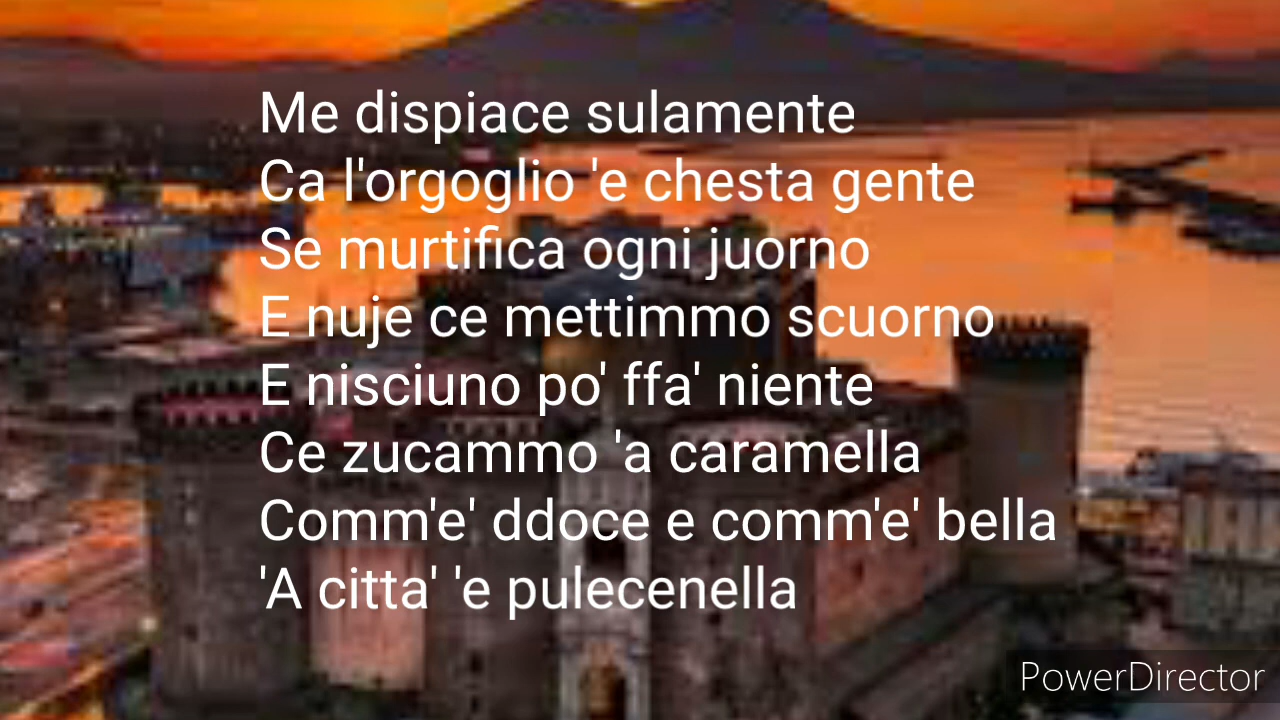 Me dispiace sulamente
Ca l'orgoglio 'e chesta gente
Se murtifica ogni juorno
E nuje ce mettimmo scuorno
E nisciuno po' ffa' niente
Ce zucammo 'a caramella
Comm'e' ddoce e comm'e' bella
'A citta' 'e pulecenella
PowerDirector